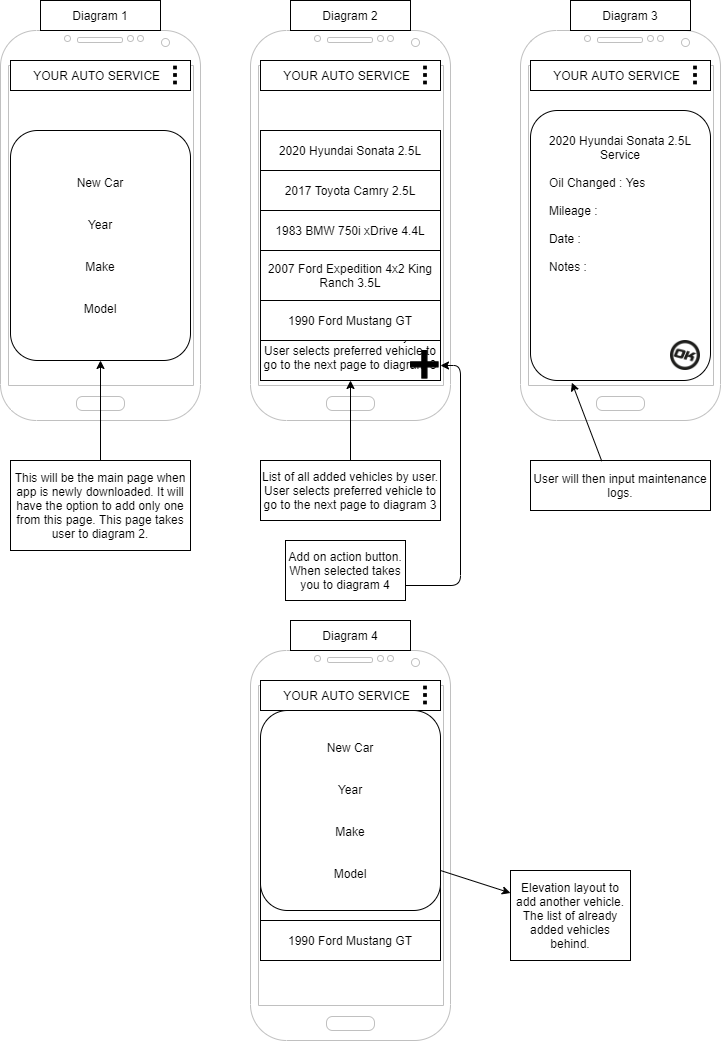 Diagram 1
YOUR AUTO SERVICE
New Car
Year
Make
Model
This will be the main page when
app is newly downloaded. It will
have the option to add only one
from this page. This page takes
user to diagram 2.
Diagram 2
YOUR AUTO SERVICE
2020 Hyundai Sonata 2.5L
2017 Toyota Camry 2.5L
1983 BMW 750i xDrive 4.4L
2007 Ford Expedition 4x2 King
Ranch 3.5L
1990 Ford Mustang GT
User selects preferred vehicle to
go to the next page to diagram 3
List of all added vehicles by user.
User selects preferred vehicle to
go to the next page to diagram 3
Add on action button.
When selected takes
you to diagram 4
Diagram 3
YOUR AUTO SERVICE
2020 Hyundai Sonata 2.5L
Service
Oil Changed : Yes
Mileage :
Date :
Notes :
OK
User will then input maintenance
logs.
Diagram 4
YOUR AUTO SERVICE
New Car
Year
Make
Model
1990 Ford Mustang GT
Elevation layout to
add another vehicle.
The list of already
added vehicles
behind.